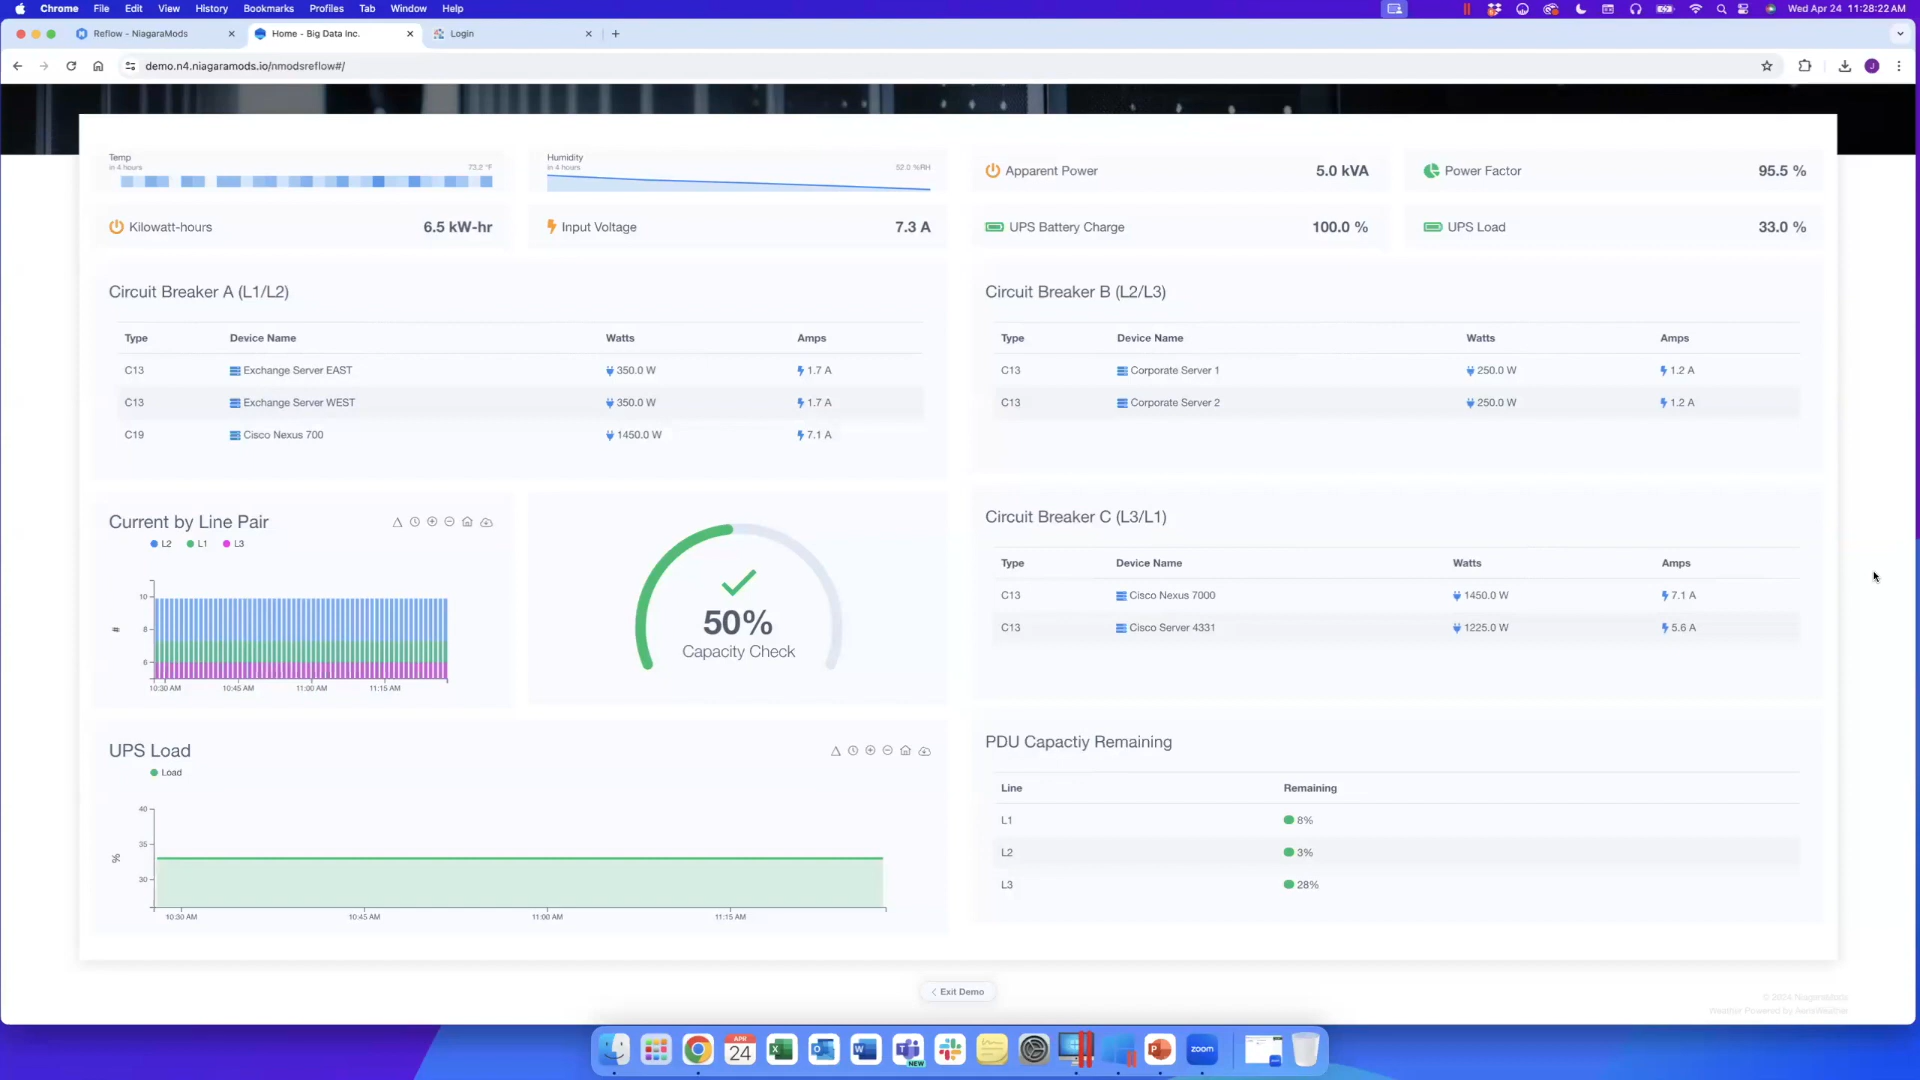 Chrome File Edit View History Bookmarks Profiles Tab Window Help Wed Apr 24 11:28:22 AM
Reflow - NiagaraMods Home - Big Data Inc. Login
demo.n4.niagaramods.io/nmodsreflow#/
Temp
in 4 hours 73.2 °F
Humidity
in 4 hours 52.0 %RH
Apparent Power 5.0 kVA
Power Factor 95.5 %
Kilowatt-hours 6.5 kW-hr
Input Voltage 7.3 A
UPS Battery Charge 100.0 %
UPS Load 33.0 %
Circuit Breaker A (L1/L2)
Type Device Name Watts Amps
C13 Exchange Server EAST 350.0 W 1.7 A
C13 Exchange Server WEST 350.0 W 1.7 A
C19 Cisco Nexus 700 1450.0 W 7.1 A
Circuit Breaker B (L2/L3)
Type Device Name Watts Amps
C13 Corporate Server 1 250.0 W 1.2 A
C13 Corporate Server 2 250.0 W 1.2 A
Current by Line Pair
L2 L1 L3
10
8
6
#
10:30 AM 10:45 AM 11:00 AM 11:15 AM
50%
Capacity Check
Circuit Breaker C (L3/L1)
Type Device Name Watts Amps
C13 Cisco Nexus 7000 1450.0 W 7.1 A
C13 Cisco Server 4331 1225.0 W 5.6 A
UPS Load
Load
40
35
30
%
10:30 AM 10:45 AM 11:00 AM 11:15 AM
PDU Capactiy Remaining
Line Remaining
L1 8%
L2 3%
L3 28%
Exit Demo
© 2024 NiagaraMods
Weather Powered by AerisWeather
APR
24
NEW
zoom
zoom